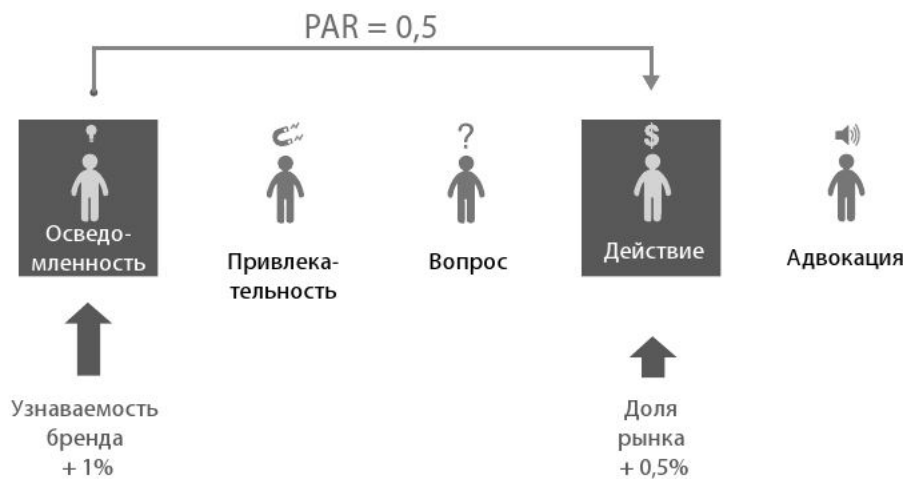 PAR = 0,5
?
$
Осведо-
мленность
Привлека-
тельность
Вопрос
Действие
Адвокация
Узнаваемость
бренда
+ 1%
Доля
рынка
+ 0,5%